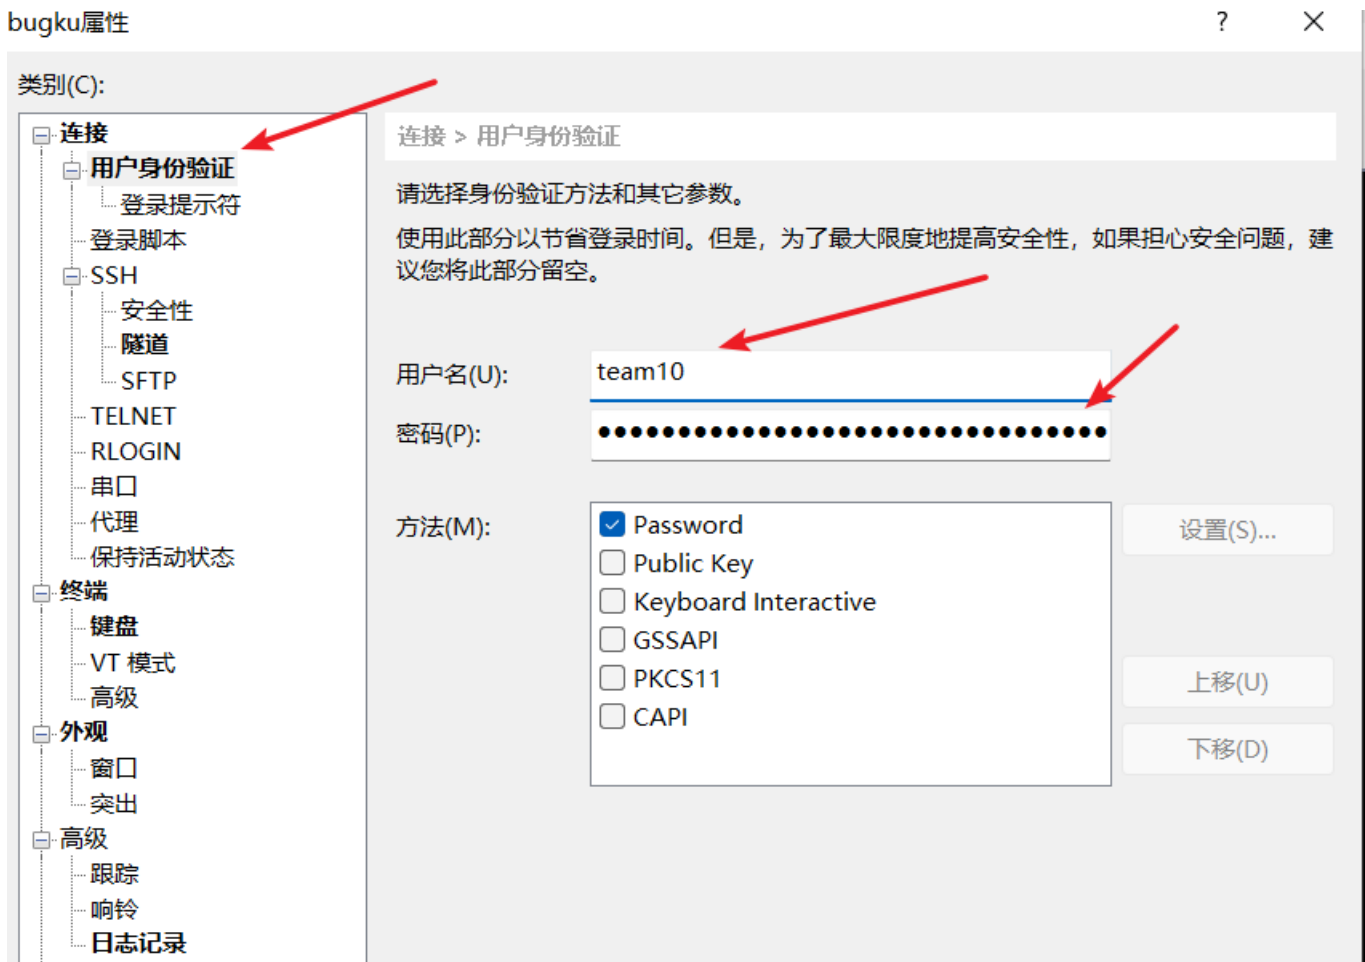 bugku属性
类别(C):
连接
用户身份验证
登录提示符
登录脚本
SSH
安全性
隧道
SFTP
TELNET
RLOGIN
串口
代理
保持活动状态
终端
键盘
VT 模式
高级
外观
窗口
突出
高级
跟踪
响铃
日志记录
连接 > 用户身份验证
请选择身份验证方法和其它参数。
使用此部分以节省登录时间。但是，为了最大限度地提高安全性，如果担心安全问题，建
议您将此部分留空。
用户名(U):
team10
密码(P):
●●●●●●●●●●●●●●●●●●●●●●●●●●●●●●●●
方法(M):
Password
Public Key
Keyboard Interactive
GSSAPI
PKCS11
CAPI
设置(S)...
上移(U)
下移(D)